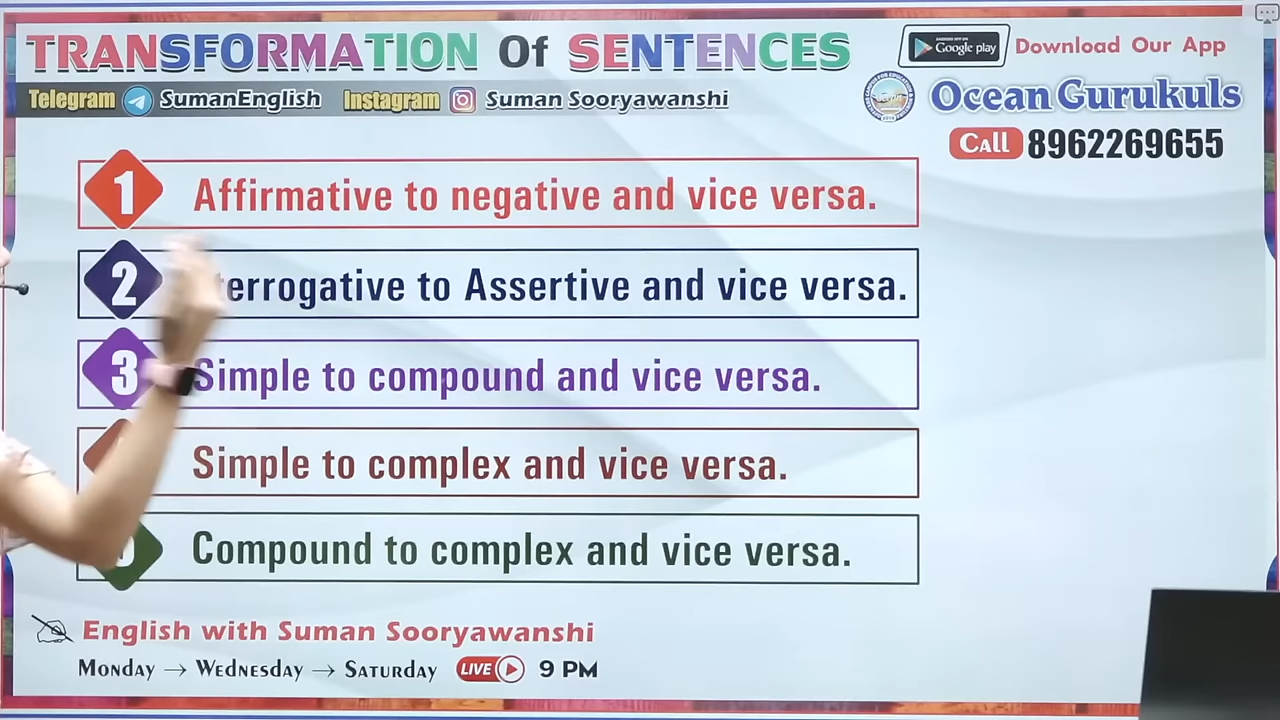 TRANSFORMATION Of SENTENCES
ANDROID APP ON Google play Download Our App
Telegram SumanEnglish Instagram Suman Sooryawanshi
Ocean Gurukuls
Call 8962269655
1 Affirmative to negative and vice versa.
2 terrogative to Assertive and vice versa.
3 Simple to compound and vice versa.
Simple to complex and vice versa.
Compound to complex and vice versa.
English with Suman Sooryawanshi
Monday → Wednesday → Saturday LIVE 9 PM